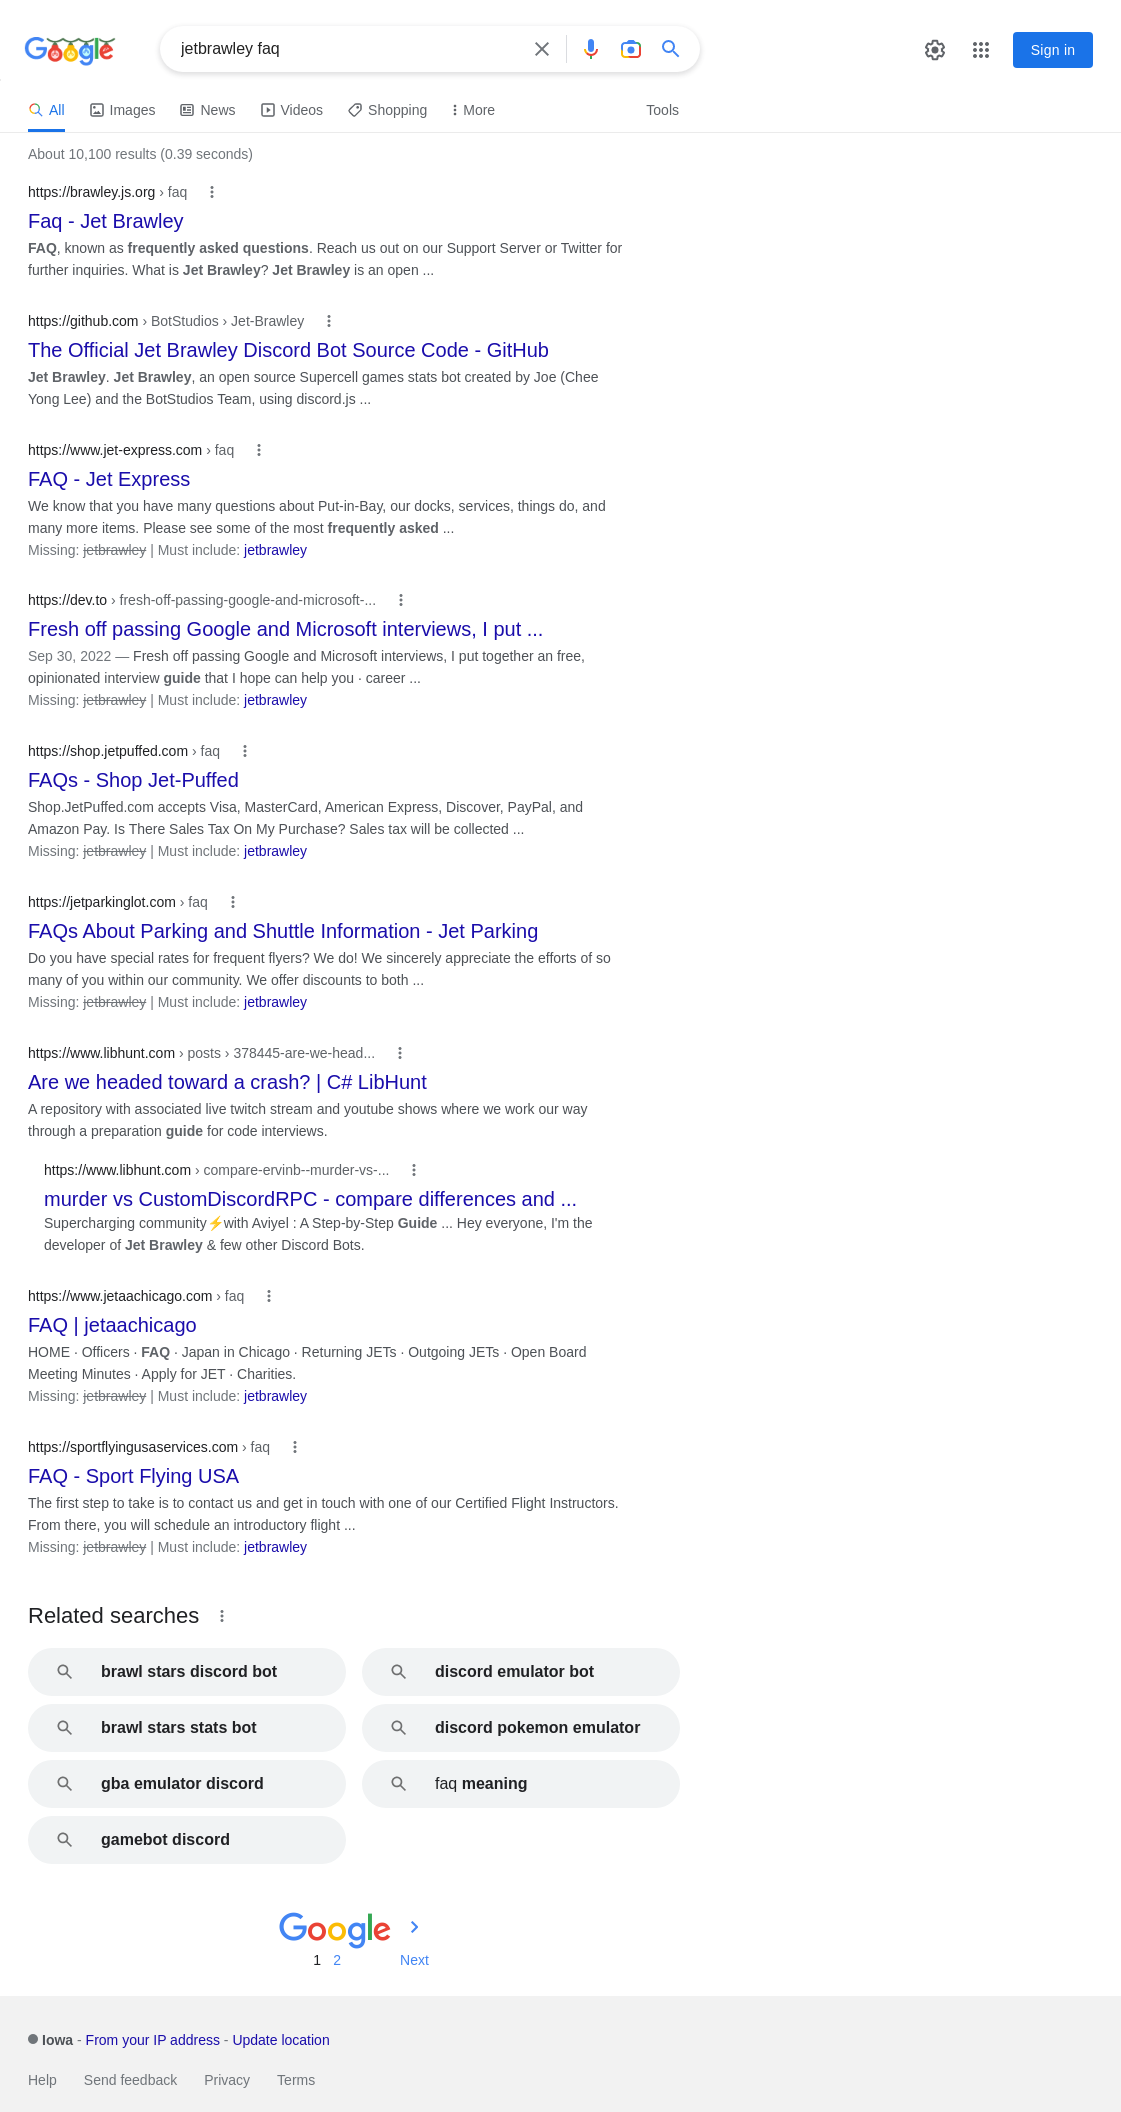 Google
jetbrawley faq
Sign in
All Images News Videos Shopping More Tools
About 10,100 results (0.39 seconds)
https://brawley.js.org › faq
Faq - Jet Brawley
FAQ, known as frequently asked questions. Reach us out on our Support Server or Twitter for
further inquiries. What is Jet Brawley? Jet Brawley is an open ...
https://github.com › BotStudios › Jet-Brawley
The Official Jet Brawley Discord Bot Source Code - GitHub
Jet Brawley. Jet Brawley, an open source Supercell games stats bot created by Joe (Chee
Yong Lee) and the BotStudios Team, using discord.js ...
https://www.jet-express.com › faq
FAQ - Jet Express
We know that you have many questions about Put-in-Bay, our docks, services, things do, and
many more items. Please see some of the most frequently asked ...
Missing: jetbrawley | Must include: jetbrawley
https://dev.to › fresh-off-passing-google-and-microsoft-...
Fresh off passing Google and Microsoft interviews, I put ...
Sep 30, 2022 — Fresh off passing Google and Microsoft interviews, I put together an free,
opinionated interview guide that I hope can help you · career ...
Missing: jetbrawley | Must include: jetbrawley
https://shop.jetpuffed.com › faq
FAQs - Shop Jet-Puffed
Shop.JetPuffed.com accepts Visa, MasterCard, American Express, Discover, PayPal, and
Amazon Pay. Is There Sales Tax On My Purchase? Sales tax will be collected ...
Missing: jetbrawley | Must include: jetbrawley
https://jetparkinglot.com › faq
FAQs About Parking and Shuttle Information - Jet Parking
Do you have special rates for frequent flyers? We do! We sincerely appreciate the efforts of so
many of you within our community. We offer discounts to both ...
Missing: jetbrawley | Must include: jetbrawley
https://www.libhunt.com › posts › 378445-are-we-head...
Are we headed toward a crash? | C# LibHunt
A repository with associated live twitch stream and youtube shows where we work our way
through a preparation guide for code interviews.
https://www.libhunt.com › compare-ervinb--murder-vs-...
murder vs CustomDiscordRPC - compare differences and ...
Supercharging community⚡with Aviyel : A Step-by-Step Guide ... Hey everyone, I'm the
developer of Jet Brawley & few other Discord Bots.
https://www.jetaachicago.com › faq
FAQ | jetaachicago
HOME · Officers · FAQ · Japan in Chicago · Returning JETs · Outgoing JETs · Open Board
Meeting Minutes · Apply for JET · Charities.
Missing: jetbrawley | Must include: jetbrawley
https://sportflyingusaservices.com › faq
FAQ - Sport Flying USA
The first step to take is to contact us and get in touch with one of our Certified Flight Instructors.
From there, you will schedule an introductory flight ...
Missing: jetbrawley | Must include: jetbrawley
Related searches
brawl stars discord bot
discord emulator bot
brawl stars stats bot
discord pokemon emulator
gba emulator discord
faq meaning
gamebot discord
Google
1 2 Next
Iowa - From your IP address - Update location
Help Send feedback Privacy Terms